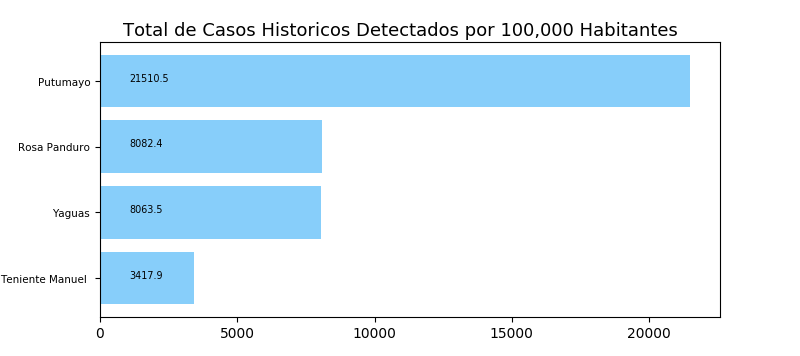 Total de Casos Historicos Detectados por 100,000 Habitantes
Putumayo
21510.5
Rosa Panduro
8082.4
Yaguas
8063.5
Teniente Manuel
3417.9
0 5000 10000 15000 20000